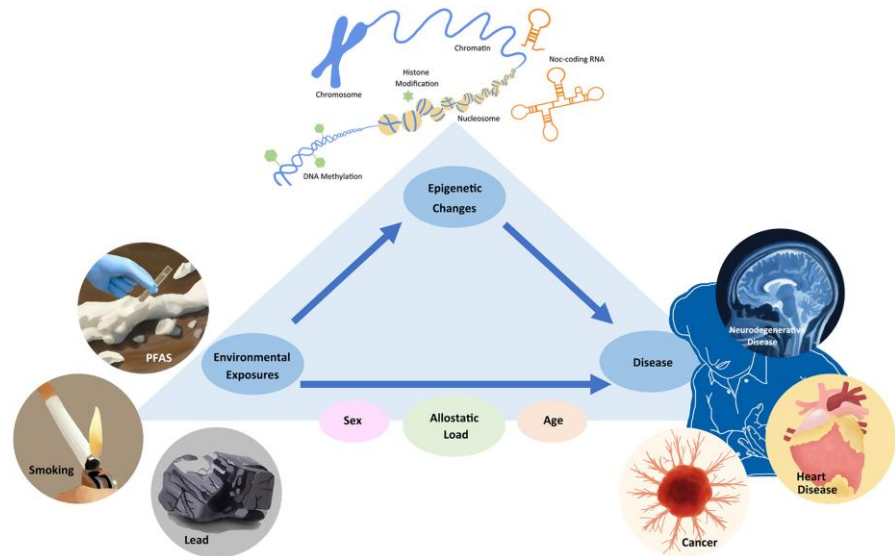 Chromatin
Noc-coding RNA
Histone
Modification
Chromosome
Nucleosome
DNA Methylation
Epigenetic
Changes
PFAS
Environmental
Exposures
Disease
Neurodegenerative
Disease
Sex
Allostatic
Load
Age
Smoking
Lead
Heart
Disease
Cancer